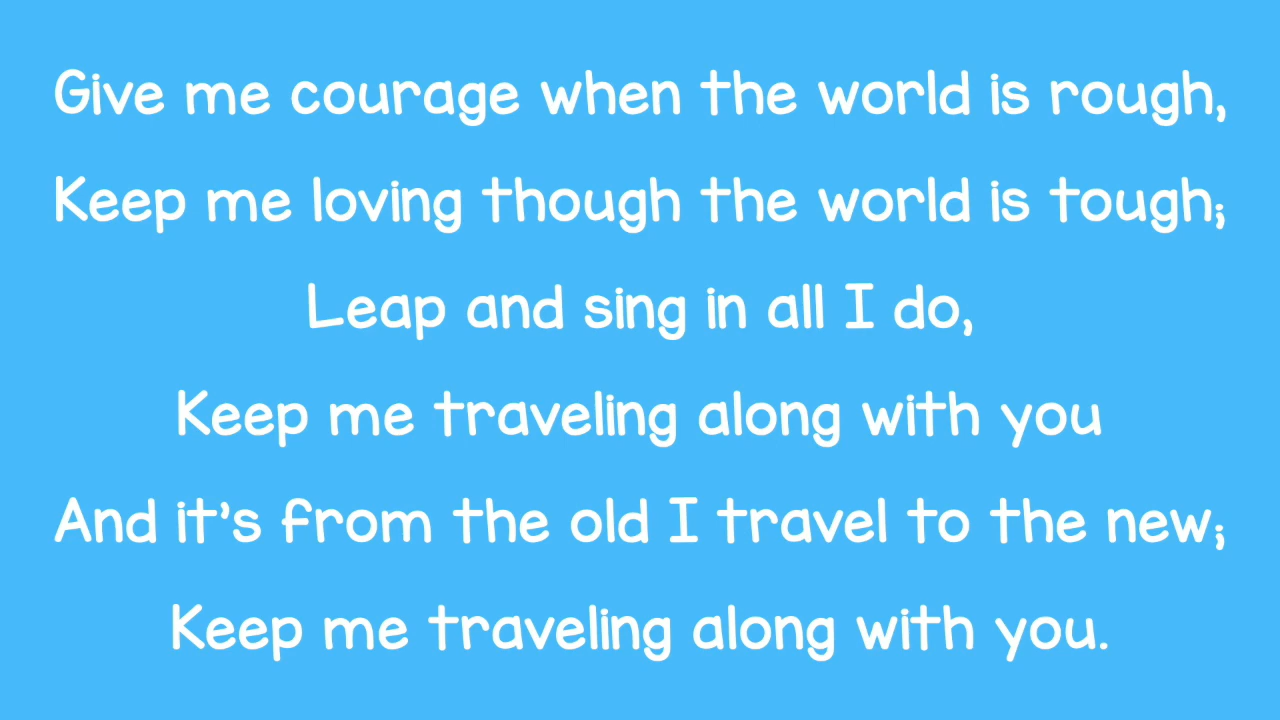 Give me courage when the world is rough,
Keep me loving though the world is tough;
Leap and sing in all I do,
Keep me traveling along with you
And it's from the old I travel to the new;
Keep me traveling along with you.